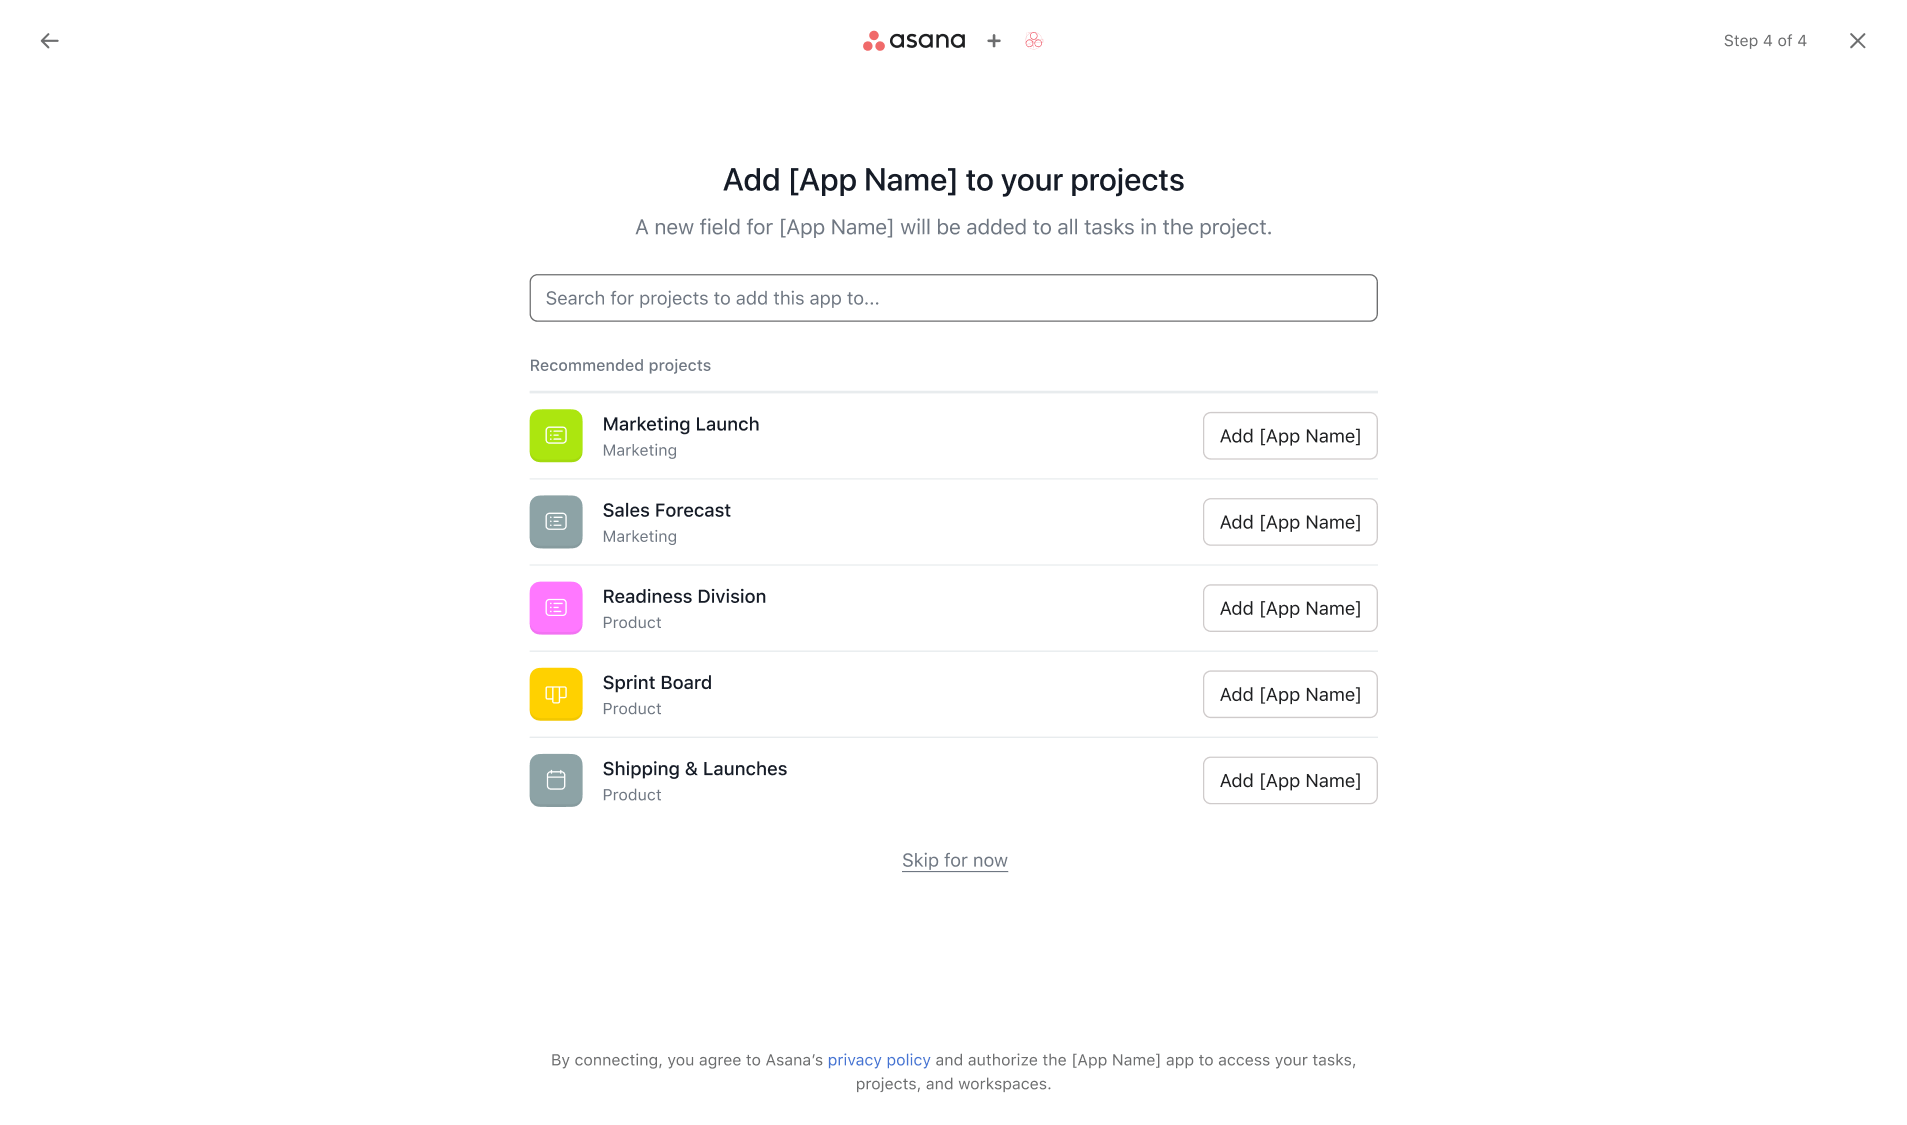 asana +
Step 4 of 4
Add [App Name] to your projects
A new field for [App Name] will be added to all tasks in the project.
Search for projects to add this app to...
Recommended projects
Marketing Launch
Marketing
Add [App Name]
Sales Forecast
Marketing
Add [App Name]
Readiness Division
Product
Add [App Name]
Sprint Board
Product
Add [App Name]
Shipping & Launches
Product
Add [App Name]
Skip for now
By connecting, you agree to Asana’s privacy policy and authorize the [App Name] app to access your tasks,
projects, and workspaces.